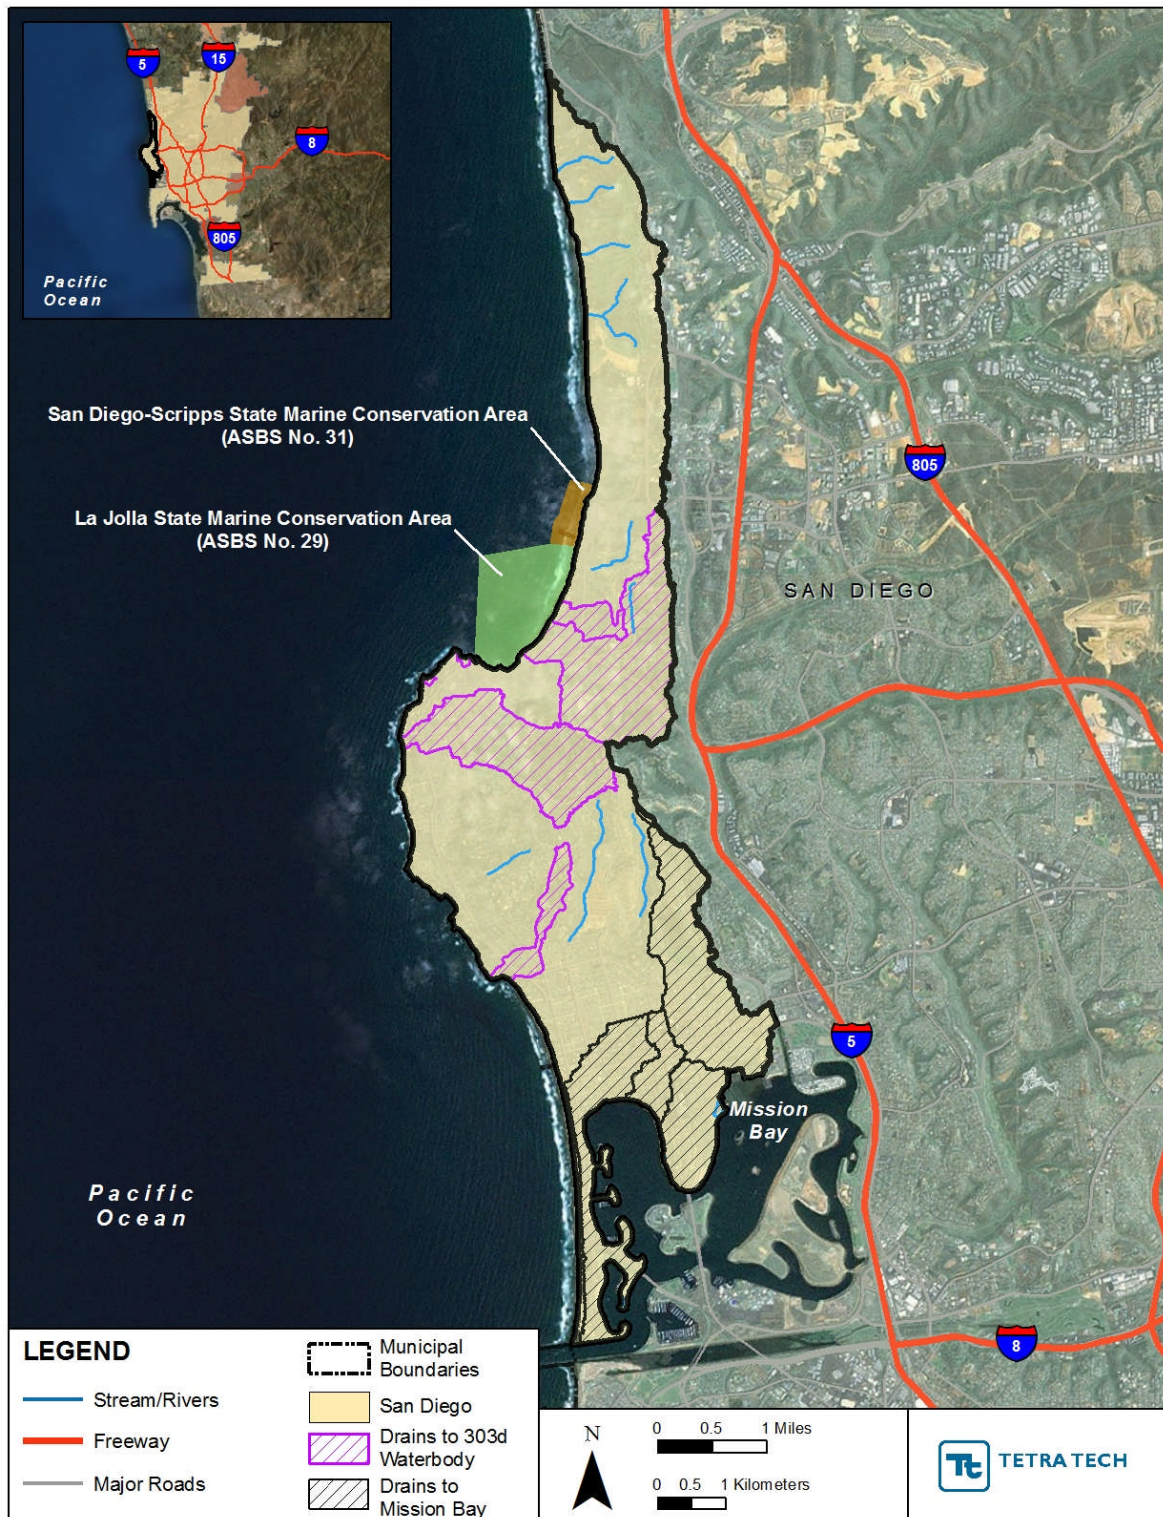 5
15
8
805
Pacific
Ocean
San Diego-Scripps State Marine Conservation Area
(ASBS No. 31)
La Jolla State Marine Conservation Area
(ASBS No. 29)
805
SAN DIEGO
5
Mission
Bay
Pacific
Ocean
8
LEGEND
Stream/Rivers
Freeway
Major Roads
Municipal
Boundaries
San Diego
Drains to 303d
Waterbody
Drains to
Mission Bay
N
0 0.5 1 Miles
0 0.5 1 Kilometers
Tt
TETRA TECH